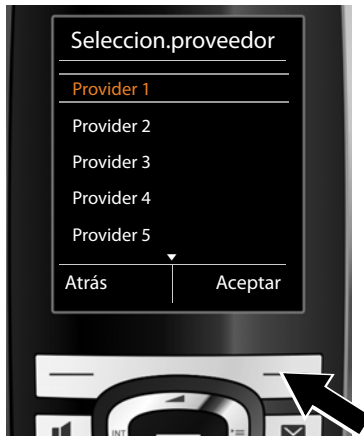 Seleccion.proveedor
Provider 1
Provider 2
Provider 3
Provider 4
Provider 5
Atrás Aceptar
INT